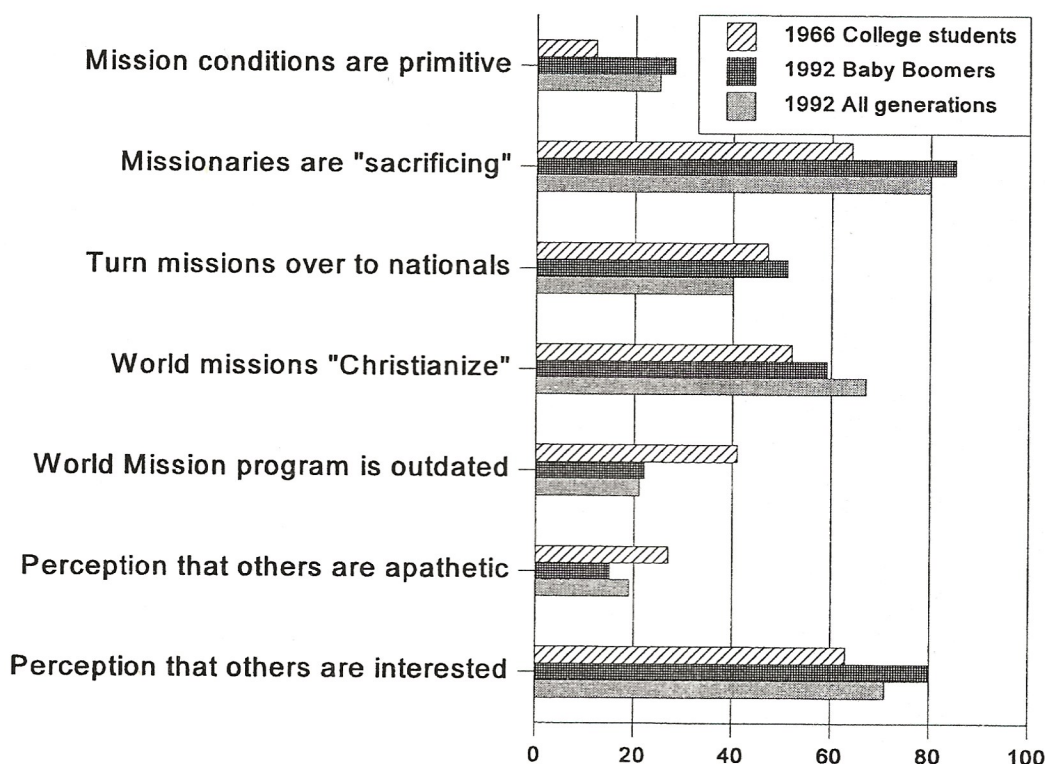 1966 College students
1992 Baby Boomers
1992 All generations
Mission conditions are primitive
Missionaries are "sacrificing"
Turn missions over to nationals
World missions "Christianize"
World Mission program is outdated
Perception that others are apathetic
Perception that others are interested
0 20 40 60 80 100